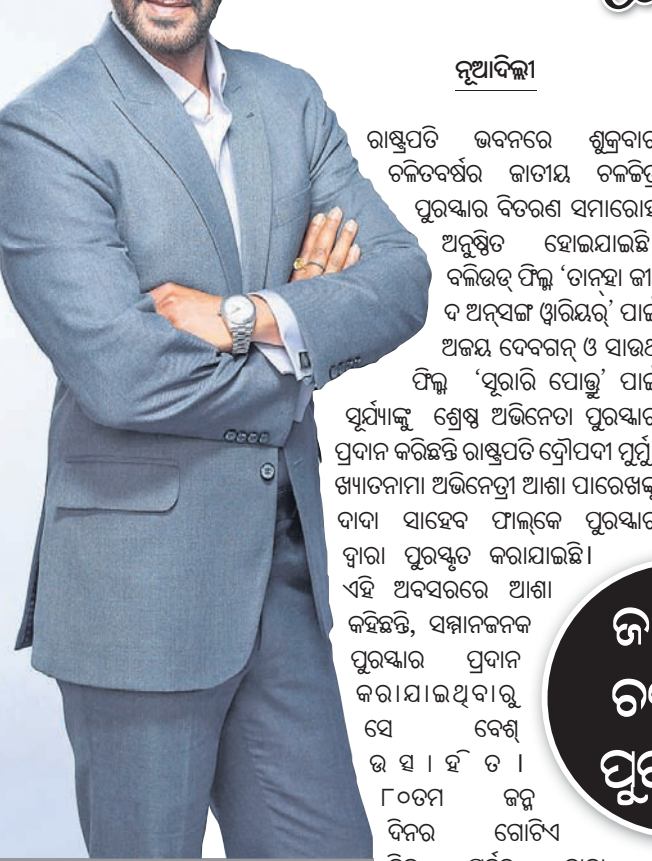 ନୂଆଦିଲ୍ଲୀ
ରାଷ୍ଟ୍ରପତି ଭବନରେ ଶୁକ୍ରବାର
ଚଳିତବର୍ଷର ଜାତୀୟ ଚଳଚ୍ଚିତ୍ର
ପୁରସ୍କାର ବିତରଣ ସମାରୋହ
ଅନୁଷ୍ଠିତ ହୋଇଯାଇଛି
ବଲିଉଡ୍ ଫିଲ୍ମ ‘ତାନହା ଜୀ
ଦ ଅନ୍‌ସଙ୍ଗ ୱାରିୟର୍’ ପାଇଁ
ଅଜୟ ଦେବଗନ୍ ଓ ସାଉଥ
ଫିଲ୍ମ ‘ସୂରାରି ପୋତ୍ରୁ’ ପାଇଁ
ସୂର୍ଯ୍ୟାଙ୍କୁ ଶ୍ରେଷ୍ଠ ଅଭିନେତା ପୁରସ୍କାର
ପ୍ରଦାନ କରିଛନ୍ତି ରାଷ୍ଟ୍ରପତି ଦ୍ରୌପଦୀ ମୁର୍ମୁ
ଖ୍ୟାତନାମା ଅଭିନେତ୍ରୀ ଆଶା ପାରେଖଙ୍କୁ
ଦାଦା ସାହେବ ଫାଲ୍‌କେ ପୁରସ୍କାର
ଦ୍ୱାରା ପୁରସ୍କୃତ କରାଯାଇଛି।
ଏହି ଅବସରରେ ଆଶା
କହିଛନ୍ତି, ସମ୍ମାନଜନକ
ପୁରସ୍କାର ପ୍ରଦାନ
କରାଯାଇଥିବାରୁ
ସେ ବେଶ୍
ଉତ୍ସାହିତ।
୮୦ତମ ଜନ୍ମ
ଦିନର ଗୋଟିଏ